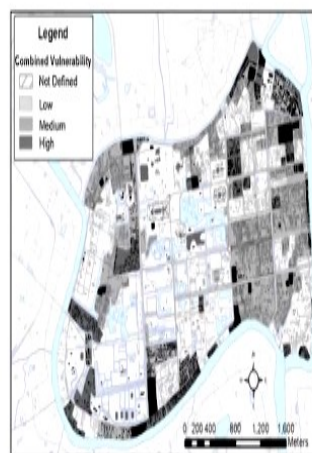 Legend
Combined Vulnerability
Not Defined
Low
Medium
High
0 200 400 800 1,200 1,600
Meters